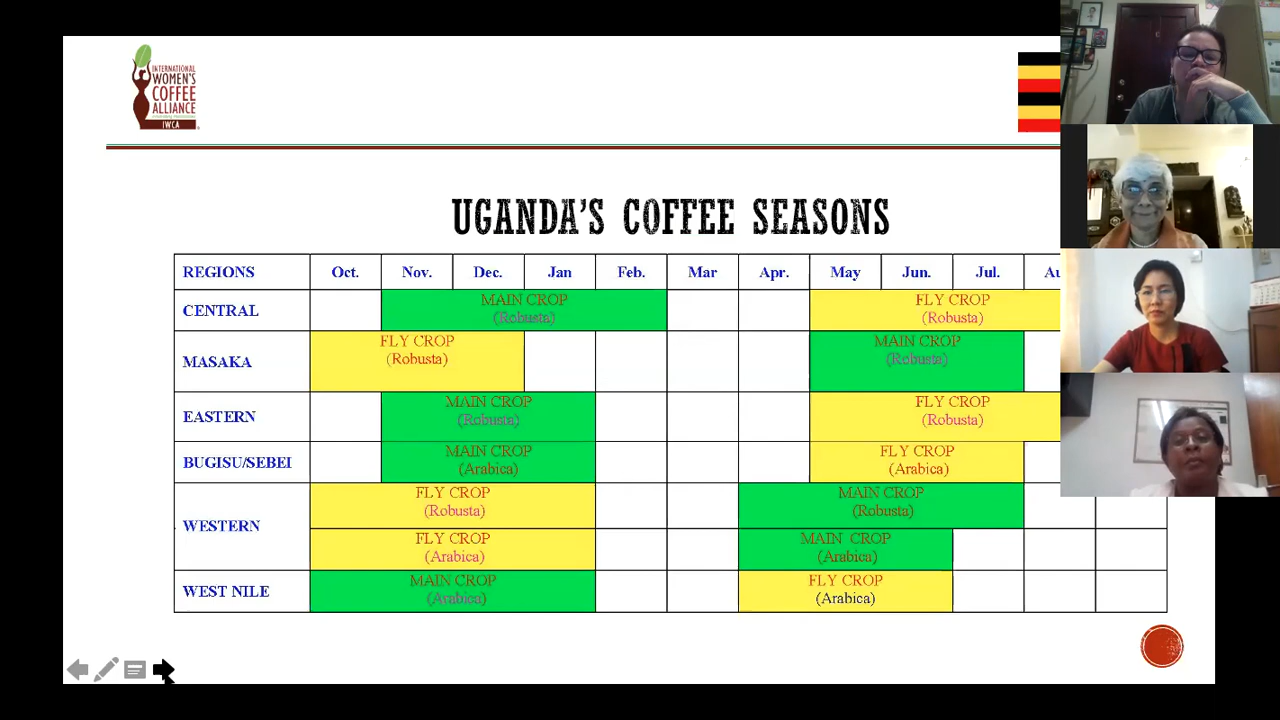 INTERNATIONAL
WOMEN'S
COFFEE
ALLIANCE
IWCA
UGANDA'S COFFEE SEASONS
REGIONS Oct. Nov. Dec. Jan Feb. Mar Apr. May Jun. Jul. Au
CENTRAL
MAIN CROP
(Robusta)
FLY CROP
(Robusta)
MASAKA
FLY CROP
(Robusta)
MAIN CROP
(Robusta)
EASTERN
MAIN CROP
(Robusta)
FLY CROP
(Robusta)
BUGISU/SEBEI
MAIN CROP
(Arabica)
FLY CROP
(Arabica)
WESTERN
FLY CROP
(Robusta)
MAIN CROP
(Robusta)
FLY CROP
(Arabica)
MAIN CROP
(Arabica)
WEST NILE
MAIN CROP
(Arabica)
FLY CROP
(Arabica)